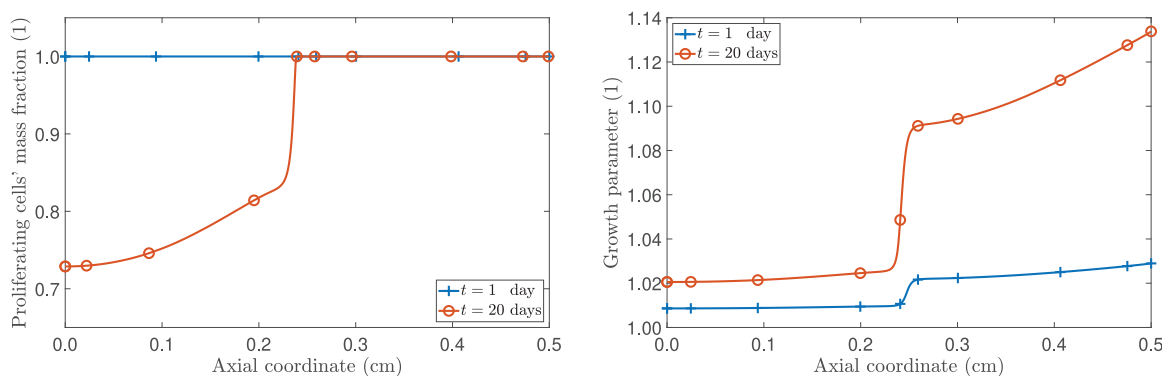 Proliferating cells' mass fraction (1)
1.0
0.9
0.8
0.7
0.0 0.1 0.2 0.3 0.4 0.5
Axial coordinate (cm)
t = 1 day
t = 20 days
Growth parameter (1)
1.14
1.12
1.10
1.08
1.06
1.04
1.02
1.00
0.0 0.1 0.2 0.3 0.4 0.5
Axial coordinate (cm)
t = 1 day
t = 20 days